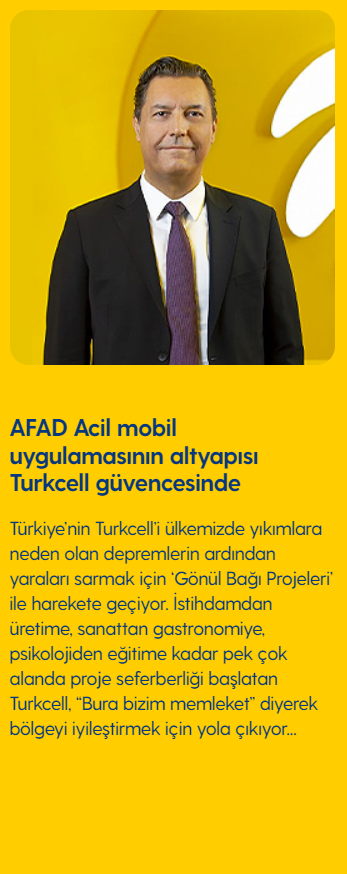 AFAD Acil mobil
uygulamasının altyapısı
Turkcell güvencesinde
Türkiye'nin Turkcell'i ülkemizde yıkımlara
neden olan depremlerin ardından
yaraları sarmak için 'Gönül Bağı Projeleri'
ile harekete geçiyor. İstihdamdan
üretime, sanattan gastronomiye,
psikolojiden eğitime kadar pek çok
alanda proje seferberliği başlatan
Turkcell, "Bura bizim memleket" diyerek
bölgeyi iyileştirmek için yola çıkıyor...